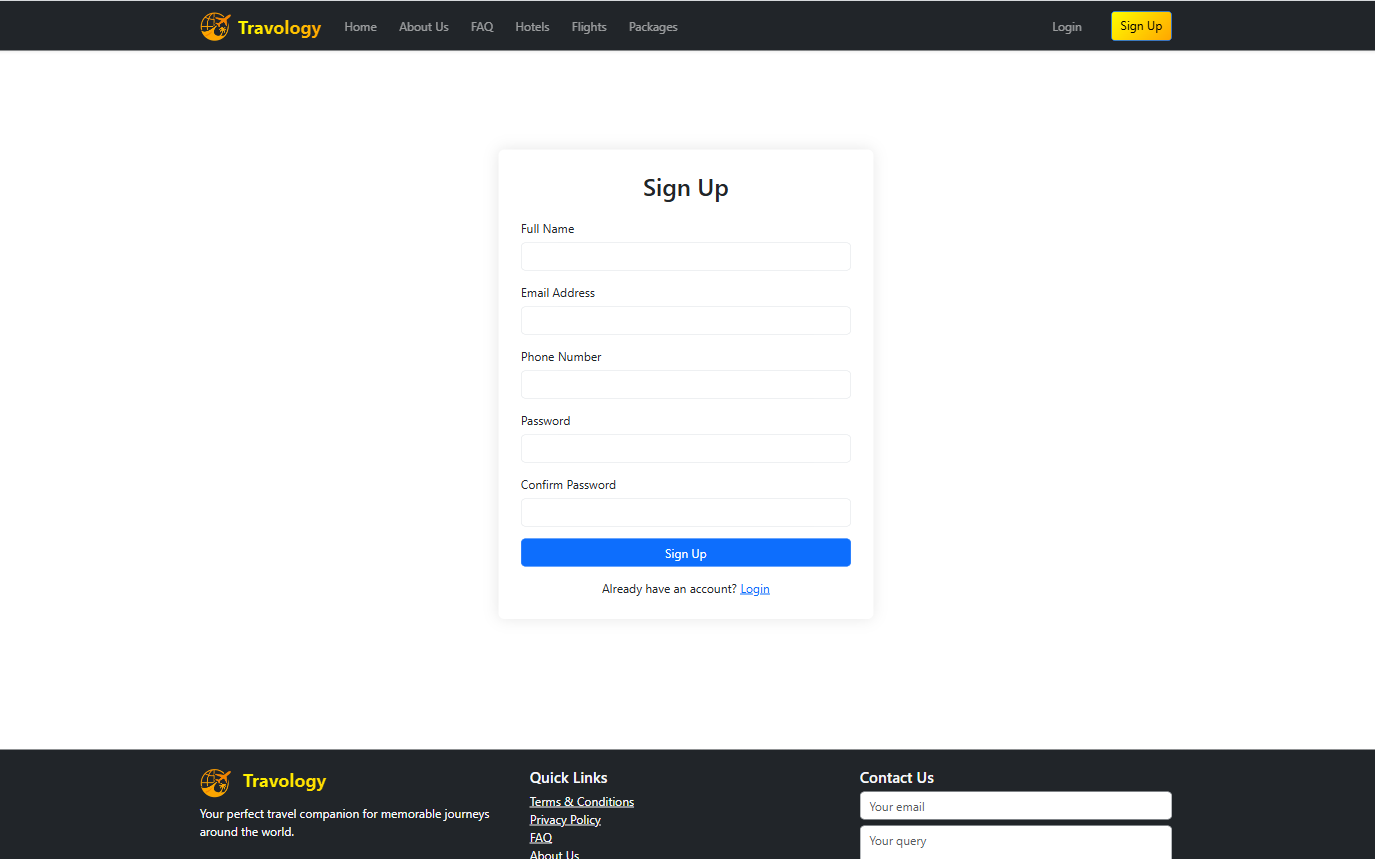 Travology Home About Us FAQ Hotels Flights Packages Login Sign Up
Sign Up
Full Name
Email Address
Phone Number
Password
Confirm Password
Sign Up
Already have an account? Login
Travology
Your perfect travel companion for memorable journeys
around the world.
Quick Links
Terms & Conditions
Privacy Policy
FAQ
About Us
Contact Us
Your email
Your query